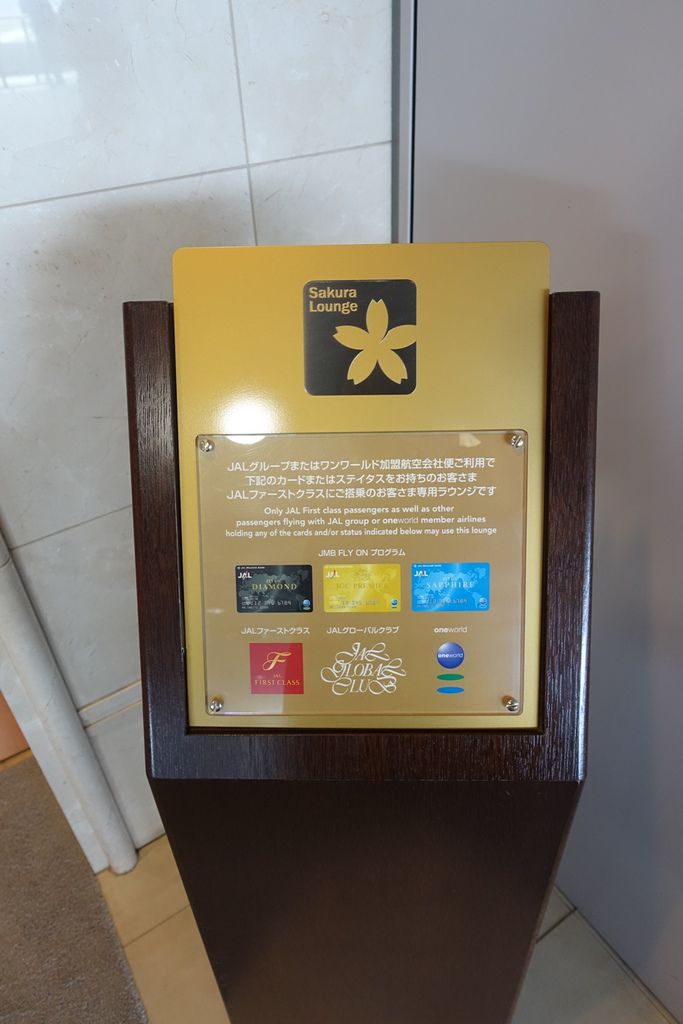 Sakura
Lounge
JALグループまたはワンワールド加盟航空会社便ご利用で
下記のカードまたはステイタスをお持ちのお客さま
JALファーストクラスにご搭乗のお客さま専用ラウンジです
Only JAL First class passengers as well as other
passengers flying with JAL group or oneworld member airlines
holding any of the cards and/or status indicated below may use this lounge
JMB FLY ON プログラム
JAL DIAMOND
JAL JGC PREMIER
JAL SAPPHIRE
JALファーストクラス JALグローバルクラブ oneworld
F
JAL
FIRST CLASS
JAL
GLOBAL
CLUB
oneworld